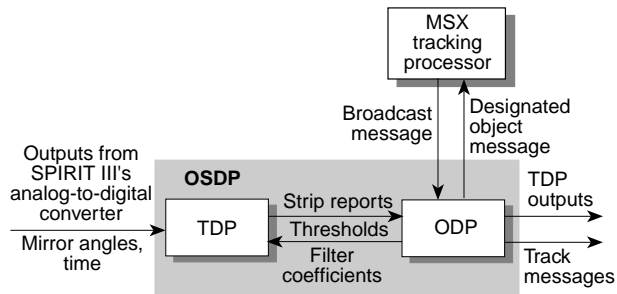 MSX
tracking
processor
Broadcast
message
Designated
object
message
Outputs from
SPIRIT III's
analog-to-digital
converter
Mirror angles,
time
OSDP
TDP
Strip reports
Thresholds
Filter
coefficients
ODP
TDP
outputs
Track
messages